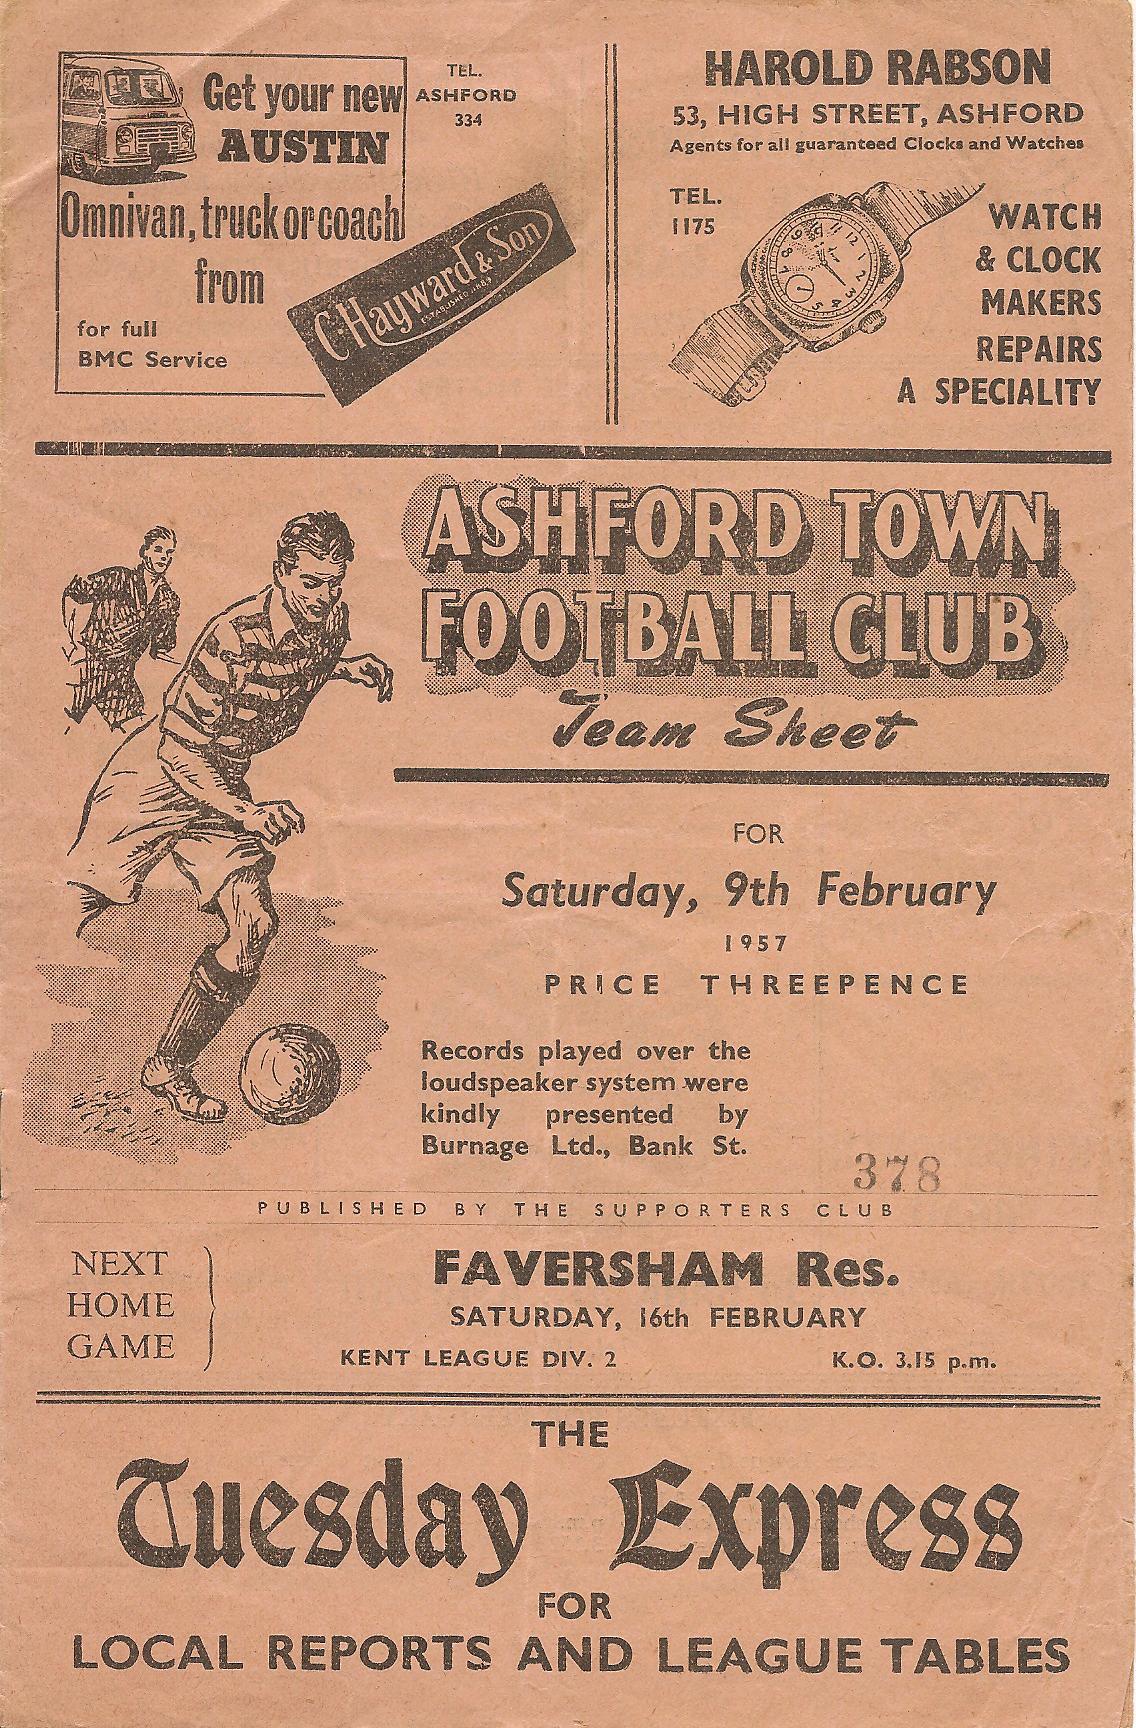 Get your new
AUSTIN
Omnivan, truck or coach
from
for full
BMC Service
C Hayward & Son
TEL.
ASHFORD
334
HAROLD RABSON
53, HIGH STREET, ASHFORD
Agents for all guaranteed Clocks and Watches
TEL.
1175
WATCH
& CLOCK
MAKERS
REPAIRS
A SPECIALITY
ASHFORD TOWN
FOOTBALL CLUB
Team Sheet
FOR
Saturday, 9th February
1957
PRICE THREEPENCE
Records played over the
loudspeaker system were
kindly presented by
Burnage Ltd., Bank St.
378
PUBLISHED BY THE SUPPORTERS CLUB
NEXT
HOME
GAME
FAVERSHAM Res.
SATURDAY, 16th FEBRUARY
KENT LEAGUE DIV. 2 K.O. 3.15 p.m.
THE
Tuesday Express
FOR
LOCAL REPORTS AND LEAGUE TABLES